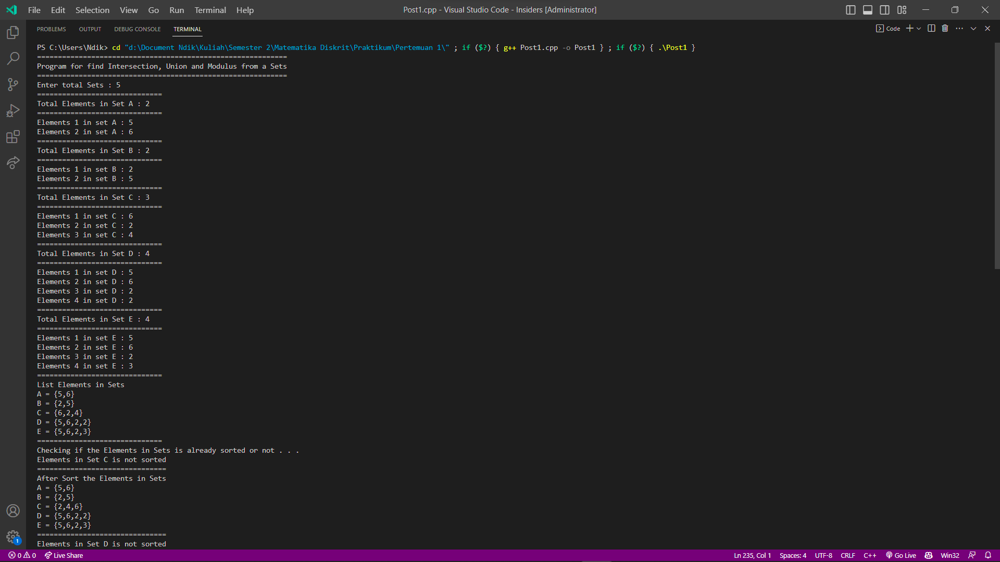 File Edit Selection View Go Run Terminal Help
Post1.cpp - Visual Studio Code - Insiders [Administrator]
PROBLEMS OUTPUT DEBUG CONSOLE TERMINAL
Code
PS C:\Users\Ndik> cd "d:\Document Ndik\Kuliah\Semester 2\Matematika Diskrit\Praktikum\Pertemuan 1\" ; if ($?) { g++ Post1.cpp -o Post1 } ; if ($?) { .\Post1 }
============================================================
Program for find Intersection, Union and Modulus from a Sets
============================================================
Enter total Sets : 5
==============================
Total Elements in Set A : 2
==============================
Elements 1 in set A : 5
Elements 2 in set A : 6
==============================
Total Elements in Set B : 2
==============================
Elements 1 in set B : 2
Elements 2 in set B : 5
==============================
Total Elements in Set C : 3
==============================
Elements 1 in set C : 6
Elements 2 in set C : 2
Elements 3 in set C : 4
==============================
Total Elements in Set D : 4
==============================
Elements 1 in set D : 5
Elements 2 in set D : 6
Elements 3 in set D : 2
Elements 4 in set D : 2
==============================
Total Elements in Set E : 4
==============================
Elements 1 in set E : 5
Elements 2 in set E : 6
Elements 3 in set E : 2
Elements 4 in set E : 3
==============================
List Elements in Sets
A = {5,6}
B = {2,5}
C = {6,2,4}
D = {5,6,2,2}
E = {5,6,2,3}
==============================
Checking if the Elements in Sets is already sorted or not . . .
Elements in Set C is not sorted
===============================
After Sort the Elements in Sets
A = {5,6}
B = {2,5}
C = {2,4,6}
D = {5,6,2,2}
E = {5,6,2,3}
===============================
Elements in Set D is not sorted
1
0 0 Live Share
Ln 235, Col 1 Spaces: 4 UTF-8 CRLF C++ Go Live Win32